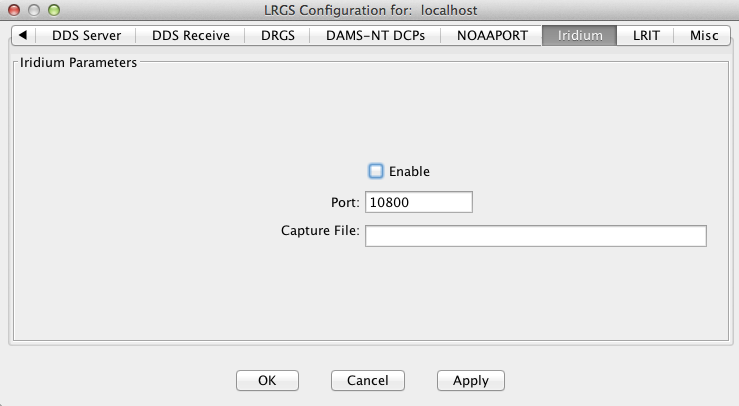 LRGS Configuration for: localhost
DDS Server DDS Receive DRGS DAMS-NT DCPs NOAAPORT Iridium LRIT Misc
Iridium Parameters
Enable
Port: 10800
Capture File:
OK Cancel Apply